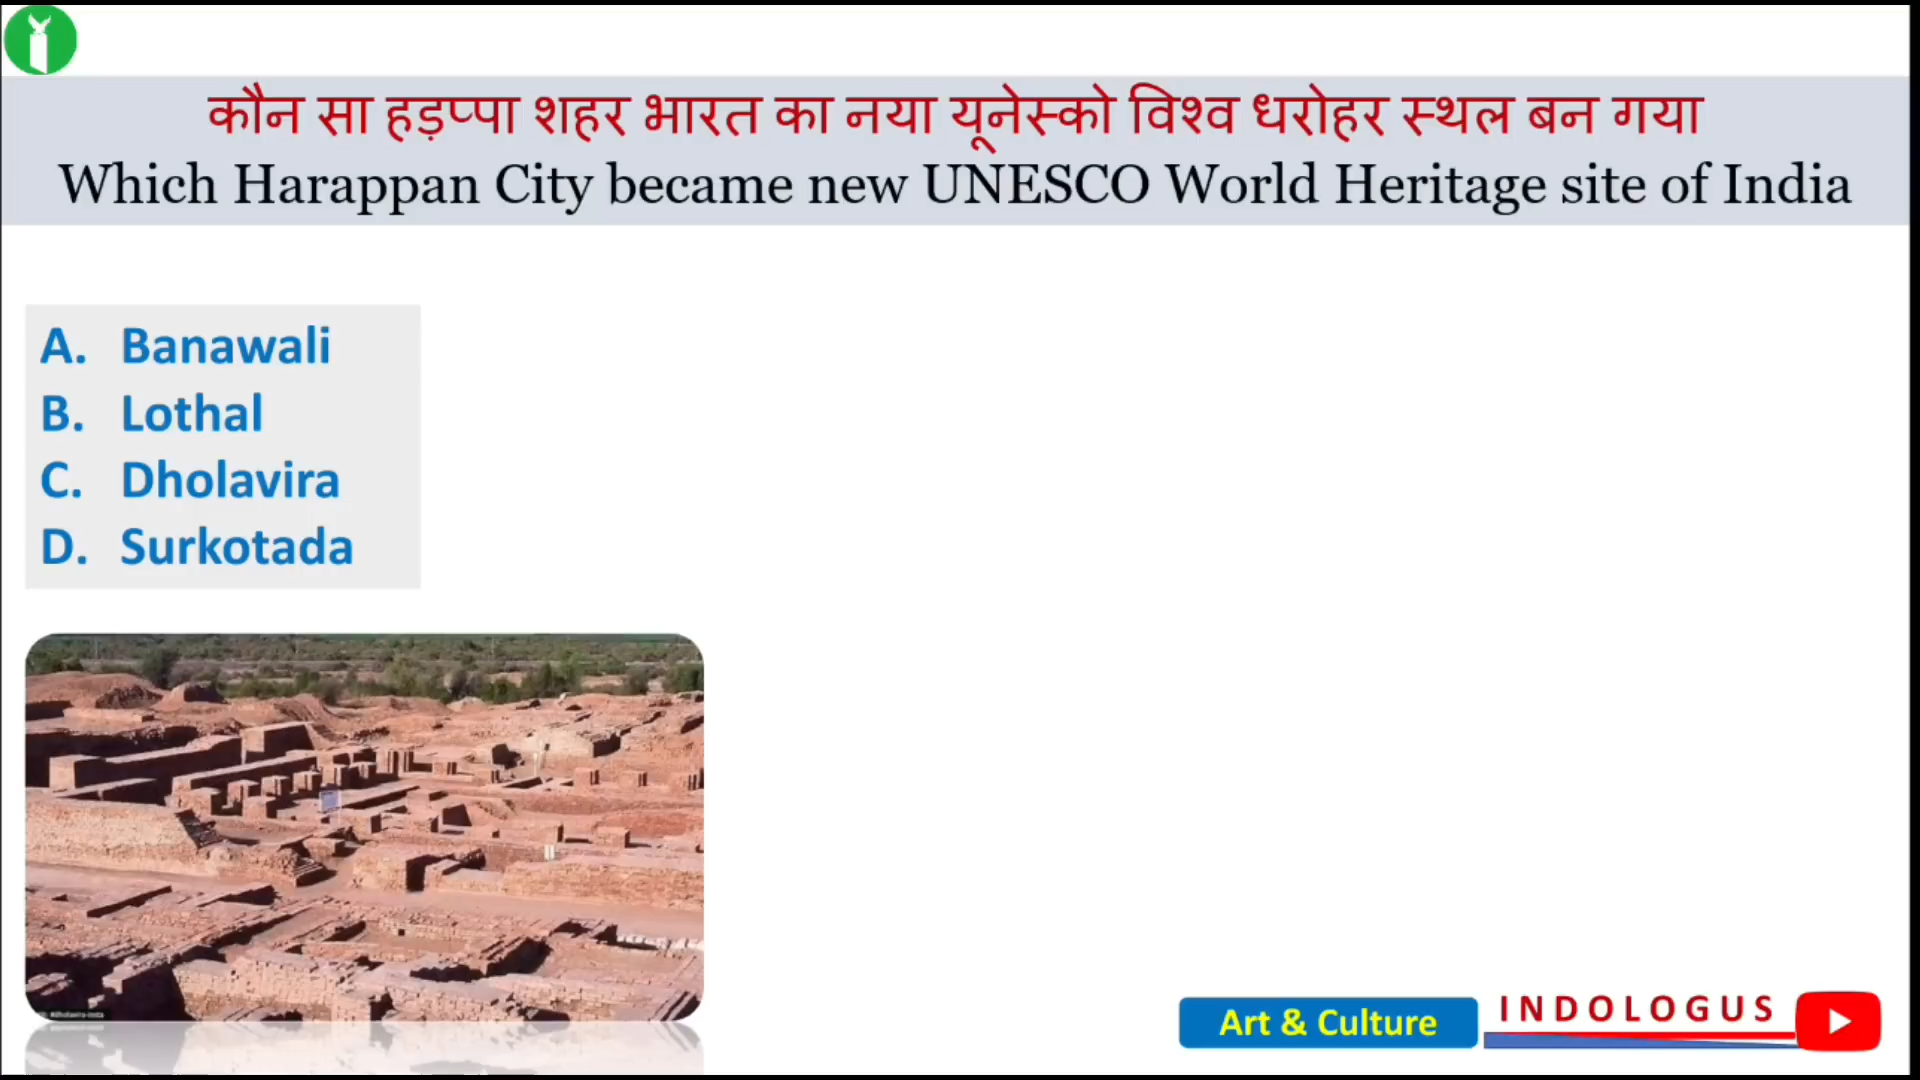 कौन सा हड़प्पा शहर भारत का नया यूनेस्को विश्व धरोहर स्थल बन गया
Which Harappan City became new UNESCO World Heritage site of India
A. Banawali
B. Lothal
C. Dholavira
D. Surkotada
Art & Culture
INDOLOGUS